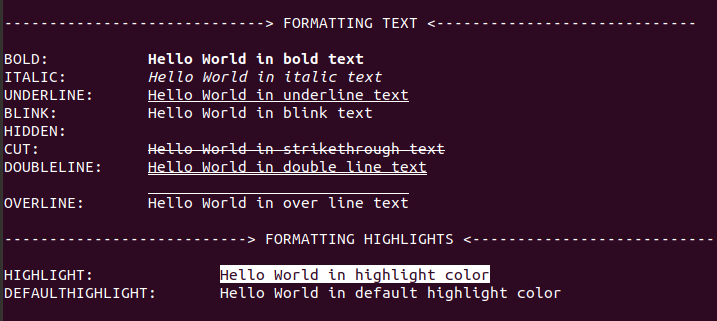 -----------------------------> FORMATTING TEXT <-----------------------------
BOLD: Hello World in bold text
ITALIC: Hello World in italic text
UNDERLINE: Hello World in underline text
BLINK: Hello World in blink text
HIDDEN:
CUT: Hello World in strikethrough text
DOUBLELINE: Hello World in double line text
OVERLINE: Hello World in over line text
---------------------------> FORMATTING HIGHLIGHTS <---------------------------
HIGHLIGHT: Hello World in highlight color
DEFAULTHIGHLIGHT: Hello World in default highlight color